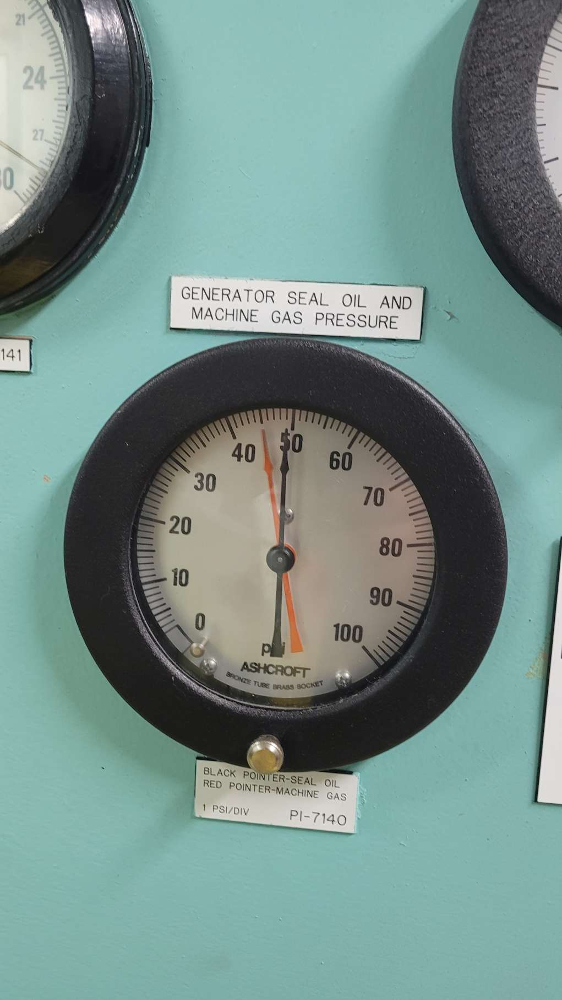 21
24
27
30
141
GENERATOR SEAL OIL AND
MACHINE GAS PRESSURE
0
10
20
30
40
50
60
70
80
90
100
psi
ASHCROFT
BRONZE TUBE BRASS SOCKET
BLACK POINTER-SEAL OIL
RED POINTER-MACHINE GAS
1 PSI/DIV PI-7140